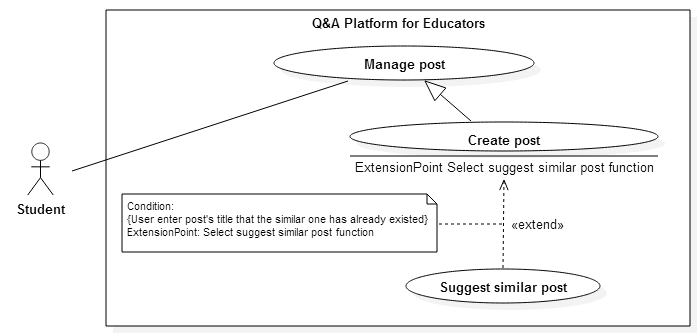 Q&A Platform for Educators
Manage post
Create post
ExtensionPoint Select suggest similar post function
Student
Condition:
{User enter post's title that the similar one has already existed}
ExtensionPoint: Select suggest similar post function
«extend»
Suggest similar post